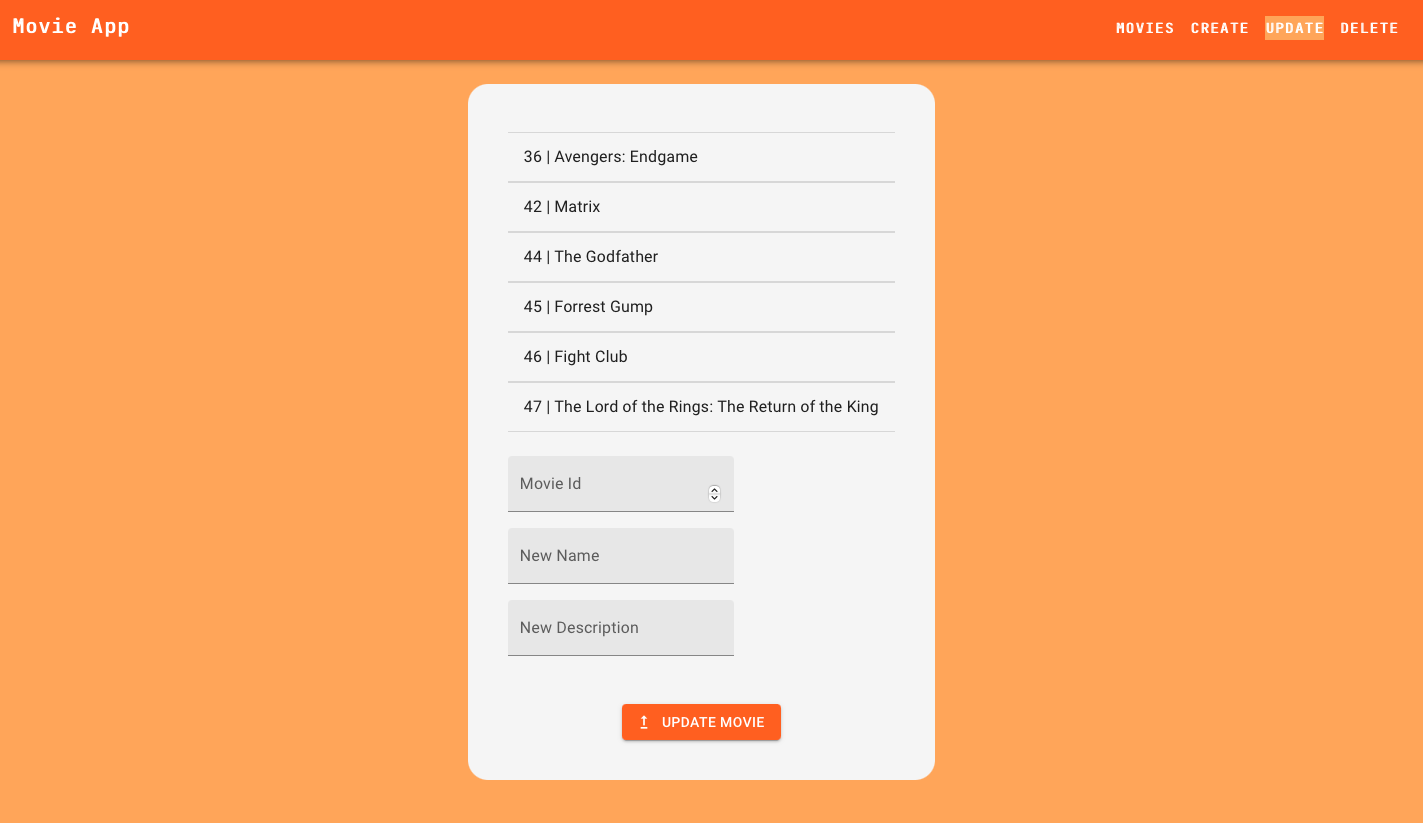 Movie App
MOVIES CREATE UPDATE DELETE
36 | Avengers: Endgame
42 | Matrix
44 | The Godfather
45 | Forrest Gump
46 | Fight Club
47 | The Lord of the Rings: The Return of the King
Movie Id
New Name
New Description
UPDATE MOVIE